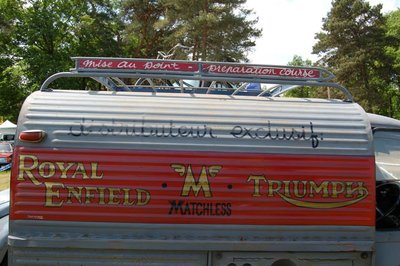 mise au point - préparation course
distributeur exclusif
ROYAL ENFIELD
M
MATCHLESS
TRIUMPH